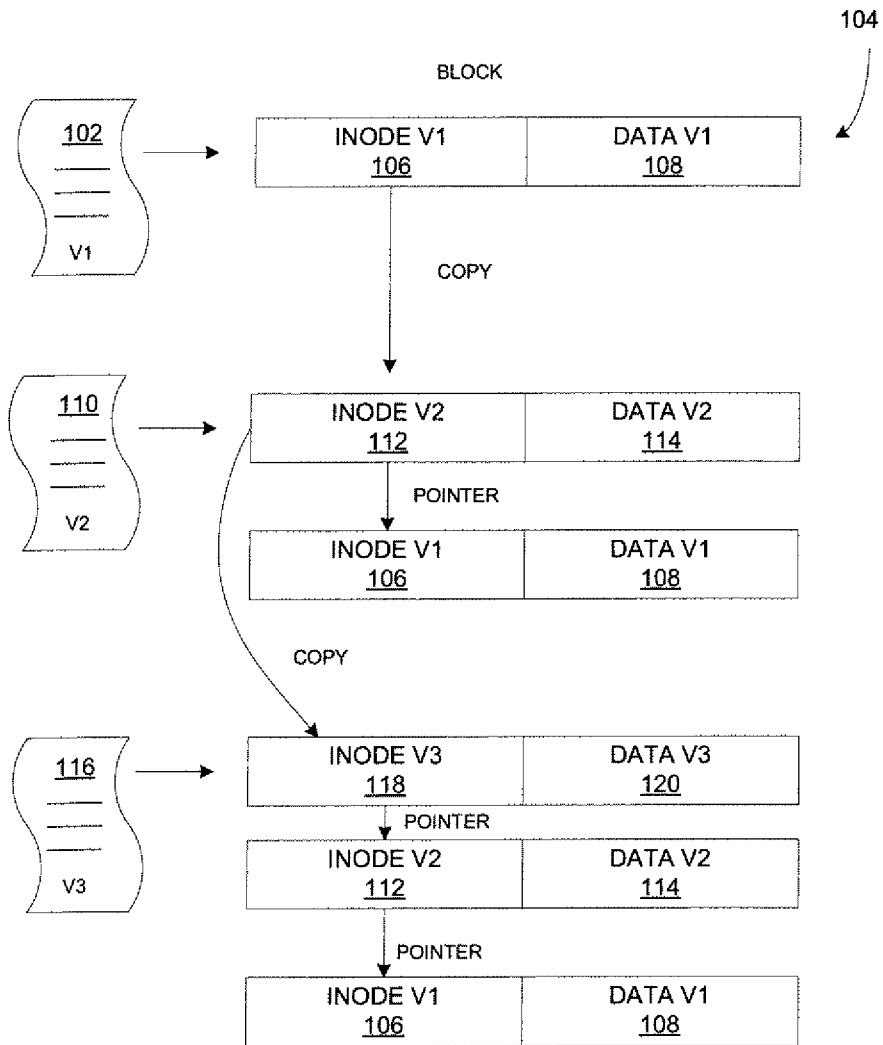 104
BLOCK
102
V1
INODE V1
106
DATA V1
108
COPY
110
V2
INODE V2
112
DATA V2
114
POINTER
INODE V1
106
DATA V1
108
COPY
116
V3
INODE V3
118
DATA V3
120
POINTER
INODE V2
112
DATA V2
114
POINTER
INODE V1
106
DATA V1
108